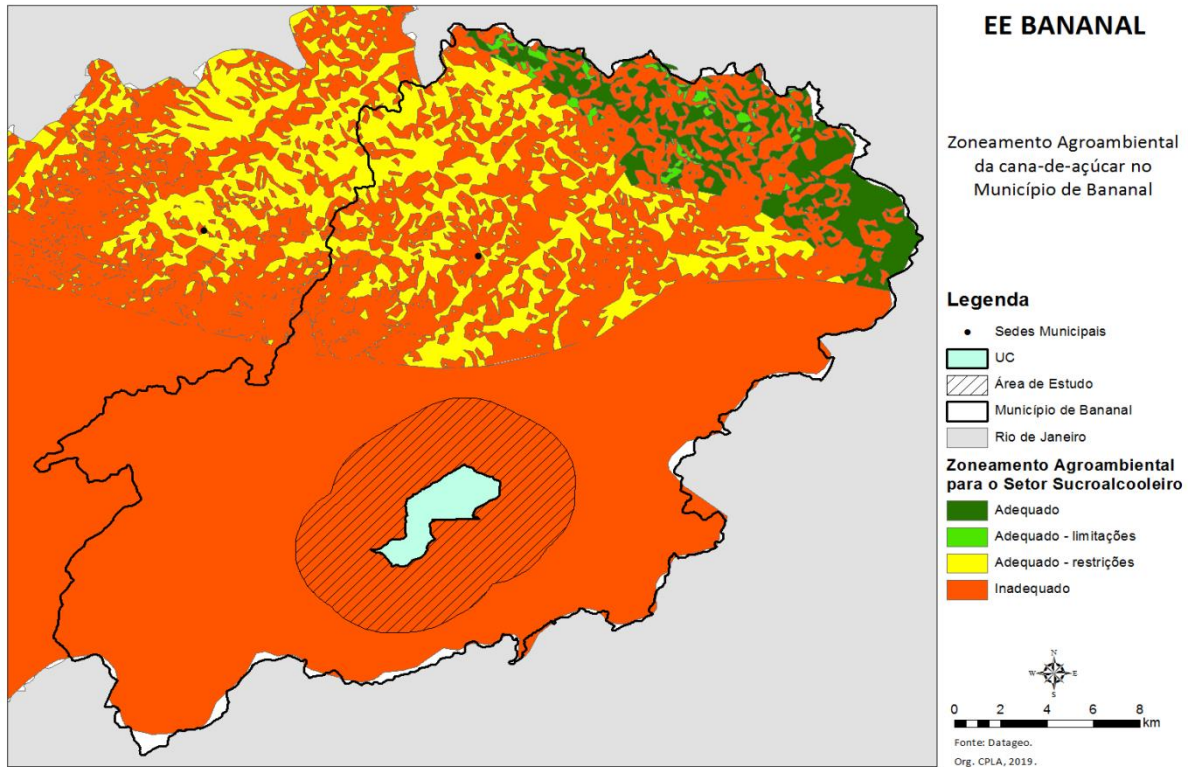 EE BANANAL
Zoneamento Agroambiental
da cana-de-açúcar no
Município de Bananal
Legenda
Sedes Municipais
UC
Área de Estudo
Município de Bananal
Rio de Janeiro
Zoneamento Agroambiental
para o Setor Sucroalcooleiro
Adequado
Adequado - limitações
Adequado - restrições
Inadequado
N
W E
S
0 2 4 6 8
km
Fonte: Datageo.
Org. CPLA, 2019.